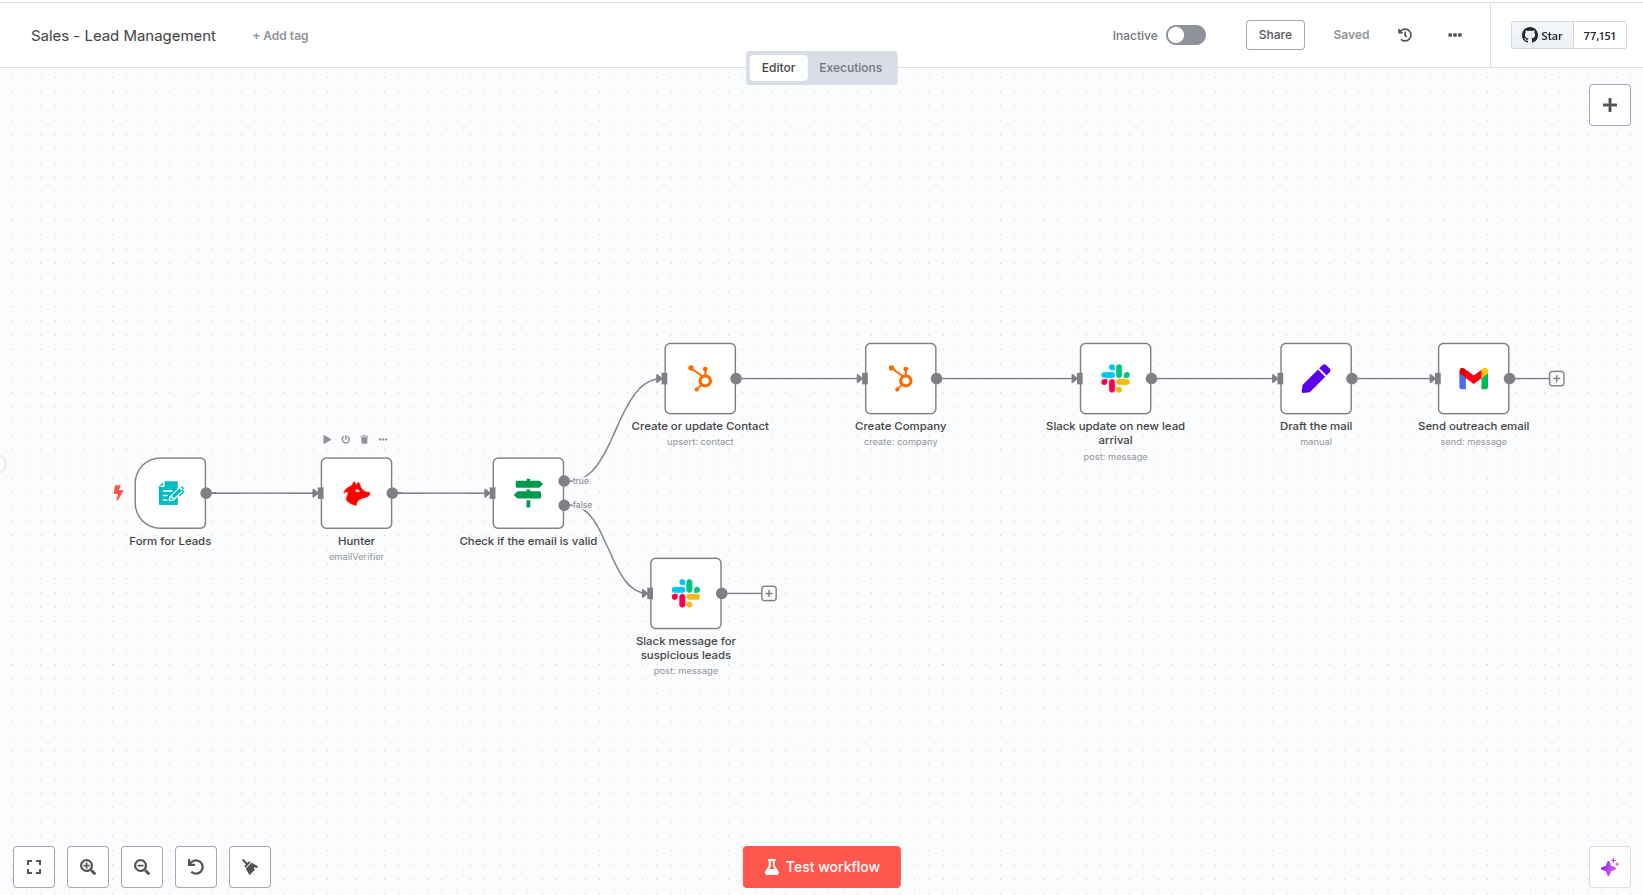 Sales - Lead Management
+ Add tag
Inactive
Share
Saved
Star
77,151
Editor
Executions
Form for Leads
Hunter
emailVerifier
Check if the email is valid
true
false
Create or update Contact
upsert: contact
Create Company
create: company
Slack update on new lead
arrival
post: message
Draft the mail
manual
Send outreach email
send: message
Slack message for
suspicious leads
post: message
Test workflow